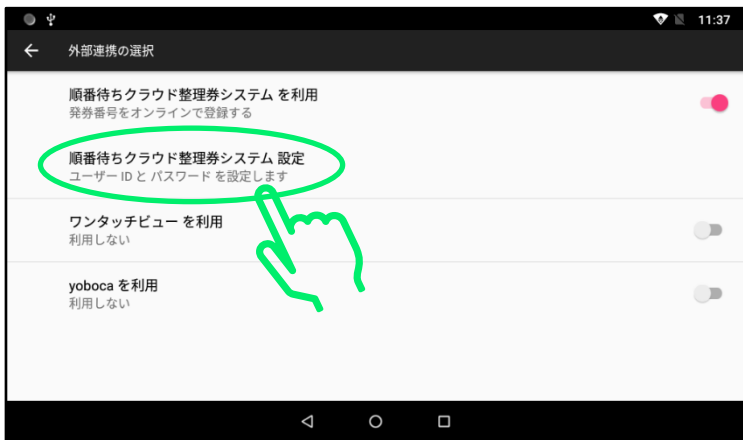 11:37
外部連携の選択
順番待ちクラウド整理券システム を利用
発券番号をオンラインで登録する
順番待ちクラウド整理券システム 設定
ユーザー ID と パスワード を設定します
ワンタッチビュー を利用
利用しない
yoboca を利用
利用しない